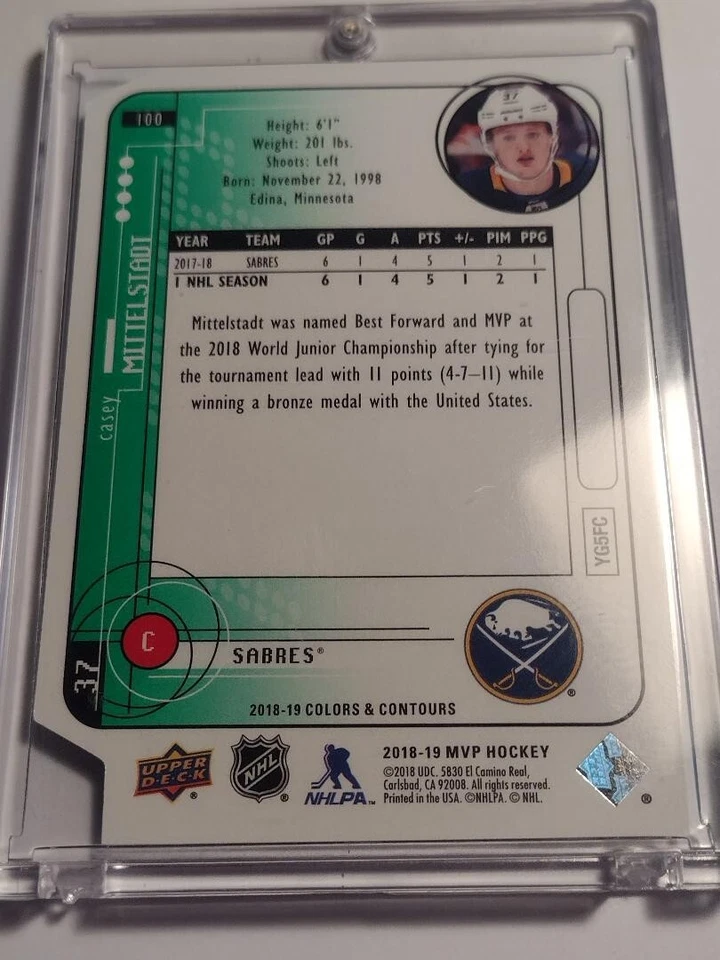 100
37
Height: 6'1"
Weight: 201 lbs.
Shoots: Left
Born: November 22, 1998
Edina, Minnesota
casey MITTELSTADT
YEAR TEAM GP G A PTS +/- PIM PPG
2017-18 SABRES 6 1 4 5 1 2 1
1 NHL SEASON 6 1 4 5 1 2 1
Mittelstadt was named Best Forward and MVP at
the 2018 World Junior Championship after tying for
the tournament lead with 11 points (4-7—11) while
winning a bronze medal with the United States.
YG5FC
C
37
SABRES®
®
2018-19 COLORS & CONTOURS
UPPER
D·E·C·K
®
NHL
®
NHLPA™
2018-19 MVP HOCKEY
©2018 UDC. 5830 El Camino Real,
Carlsbad, CA 92008. All rights reserved.
Printed in the USA. ©NHLPA. © NHL.
®